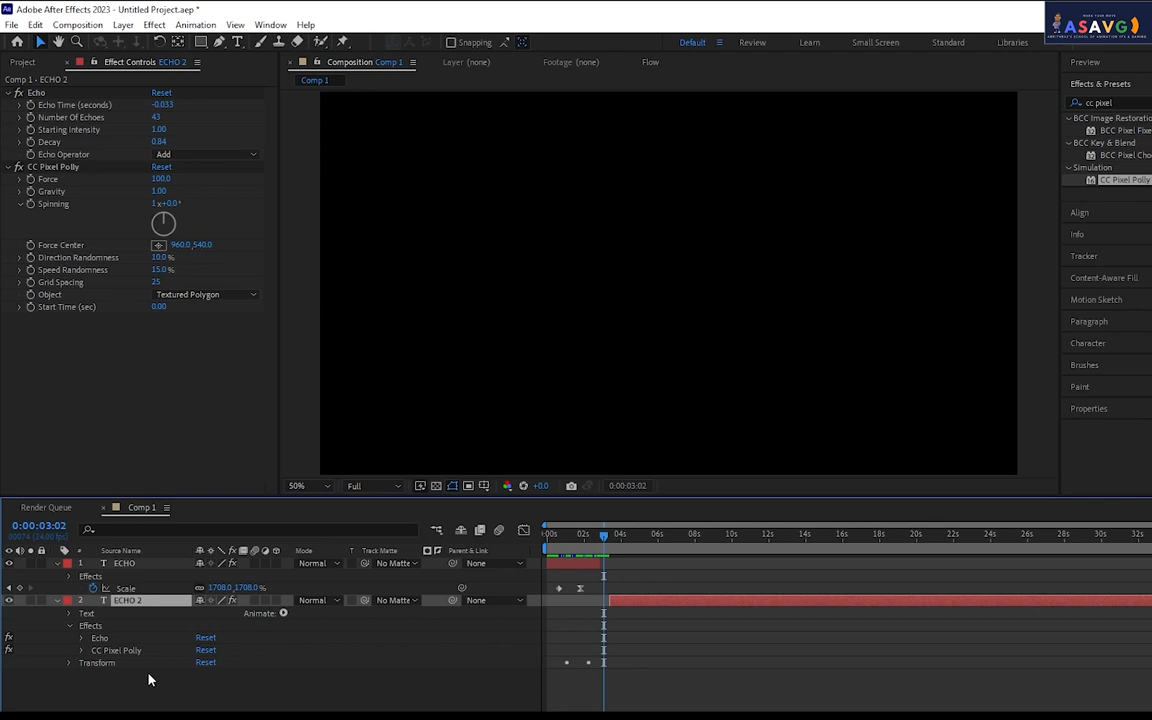 Adobe After Effects 2023 - Untitled Project.aep *
File Edit Composition Layer Effect Animation View Window Help
ASAVG
Snapping
Default Review Learn Small Screen Standard Libraries
Project Effect Controls ECHO 2 Composition Comp 1 Layer (none) Footage (none) Flow Preview
Comp 1 • ECHO 2
Comp 1
Effects & Presets
fx Echo Reset
cc pixel
Echo Time (seconds) -0.033
Number Of Echoes 43
BCC Image Restoratio
Starting Intensity 1.00
BCC Pixel Fixe
Decay 0.84
BCC Key & Blend
Echo Operator Add
BCC Pixel Choc
fx CC Pixel Polly Reset
Simulation
Force 100.0
CC Pixel Polly
Gravity 1.00
Spinning 1x+0.0°
Align
Info
Force Center 960.0,540.0
Direction Randomness 10.0 %
Tracker
Speed Randomness 15.0 %
Content-Aware Fill
Grid Spacing 25
Object Textured Polygon
Motion Sketch
Start Time (sec) 0.00
Paragraph
Character
Brushes
Paint
Properties
50% Full +0.0 0:00:03:02
Render Queue Comp 1
0:00:03:02
00074 (24.00 fps)
:00s 02s 04s 06s 08s 10s 12s 14s 16s 18s 20s 22s 24s 26s 28s 30s 32s
# Source Name fx Mode T Track Matte Parent & Link
1 T ECHO Normal No Matte None
Effects
Scale 1708.0,1708.0%
2 T ECHO 2 fx Normal No Matte None
Text Animate:
Effects
fx Echo Reset
fx CC Pixel Polly Reset
Transform Reset